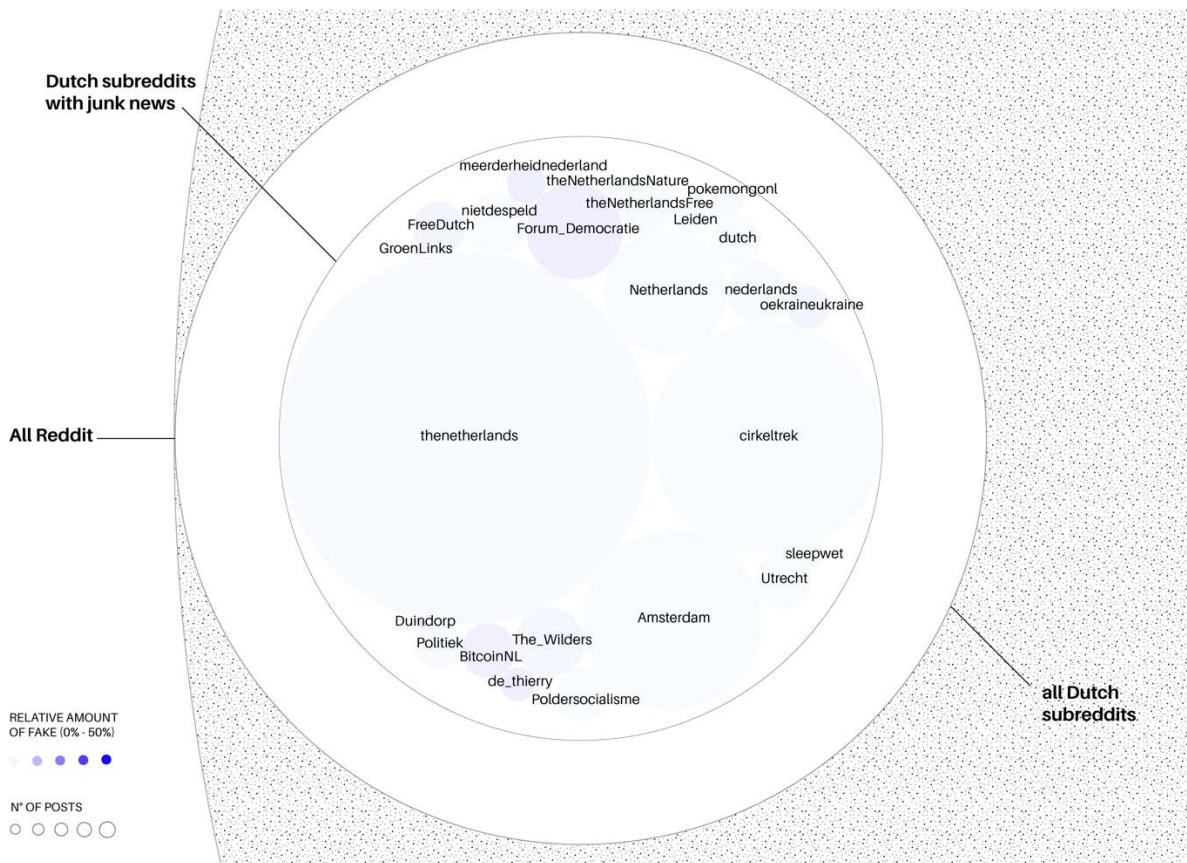 Dutch subreddits
with junk news
meerderheidnederland
theNetherlandsNature
pokemongonl
theNetherlandsFree
nietdespeld
Leiden
FreeDutch
Forum_Democratie
dutch
GroenLinks
Netherlands
nederlands
oekraineukraine
All Reddit
thenetherlands
cirkeltrek
sleepwet
Utrecht
Amsterdam
Duindorp
The_Wilders
Politiek
BitcoinNL
de_thierry
Poldersocialisme
all Dutch
subreddits
RELATIVE AMOUNT
OF FAKE (0% - 50%)
N° OF POSTS